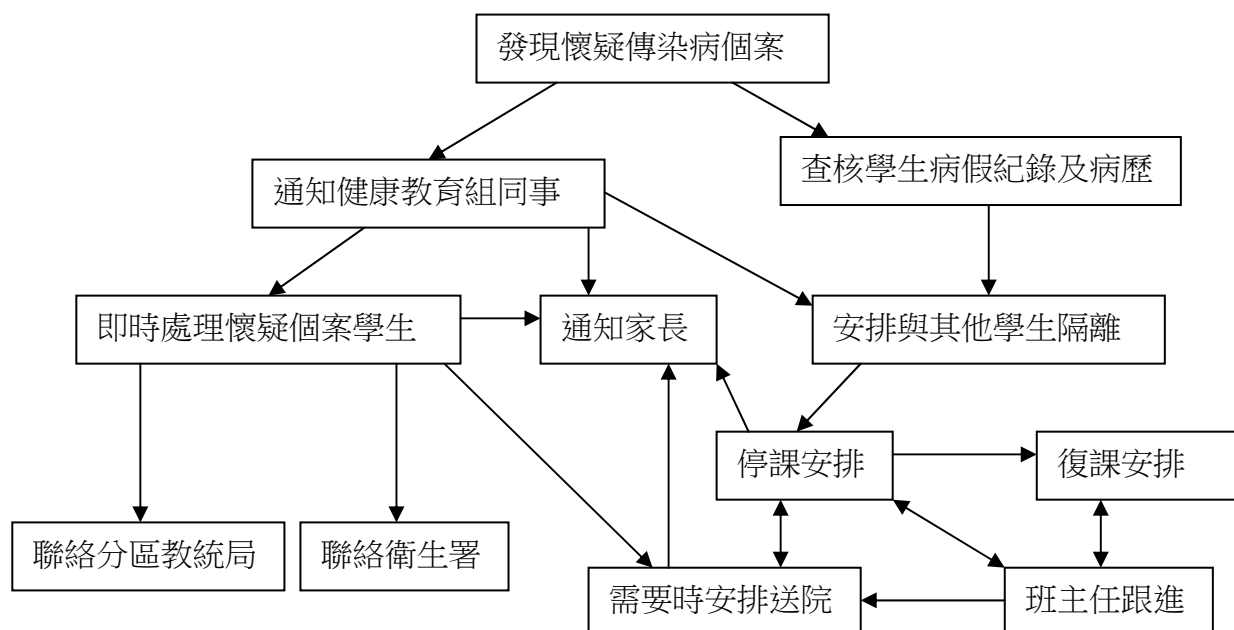 發現懷疑傳染病個案
查核學生病假紀錄及病歷
通知健康教育組同事
即時處理懷疑個案學生
通知家長
安排與其他學生隔離
停課安排
復課安排
聯絡分區教統局
聯絡衛生署
需要時安排送院
班主任跟進